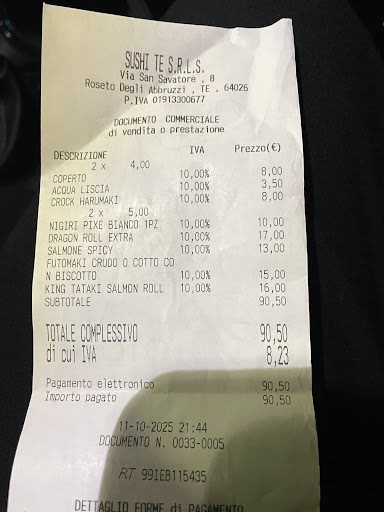 SUSHI TE S.R.L.S.
Via San Savatore , 8
Roseto Degli Abbruzzi , TE , 64026
P.IVA 01913300677
DOCUMENTO COMMERCIALE
di vendita o prestazione
DESCRIZIONE IVA Prezzo(€)
2 x 4,00
COPERTO 10,00% 8,00
ACQUA LISCIA 10,00% 3,50
CROCK HARUMAKI 10,00% 8,00
2 x 5,00
NIGIRI PIXE BIANCO 1PZ 10,00% 10,00
DRAGON ROLL EXTRA 10,00% 17,00
SALMONE SPICY 10,00% 13,00
FUTOMAKI CRUDO O COTTO CO
N BISCOTTO 10,00% 15,00
KING TATAKI SALMON ROLL 10,00% 16,00
SUBTOTALE 90,50
TOTALE COMPLESSIVO 90,50
di cui IVA 8,23
Pagamento elettronico 90,50
Importo pagato 90,50
11-10-2025 21:44
DOCUMENTO N. 0033-0005
RT 99IEB115435
DETTAGLIO FORME di PAGAMENTO